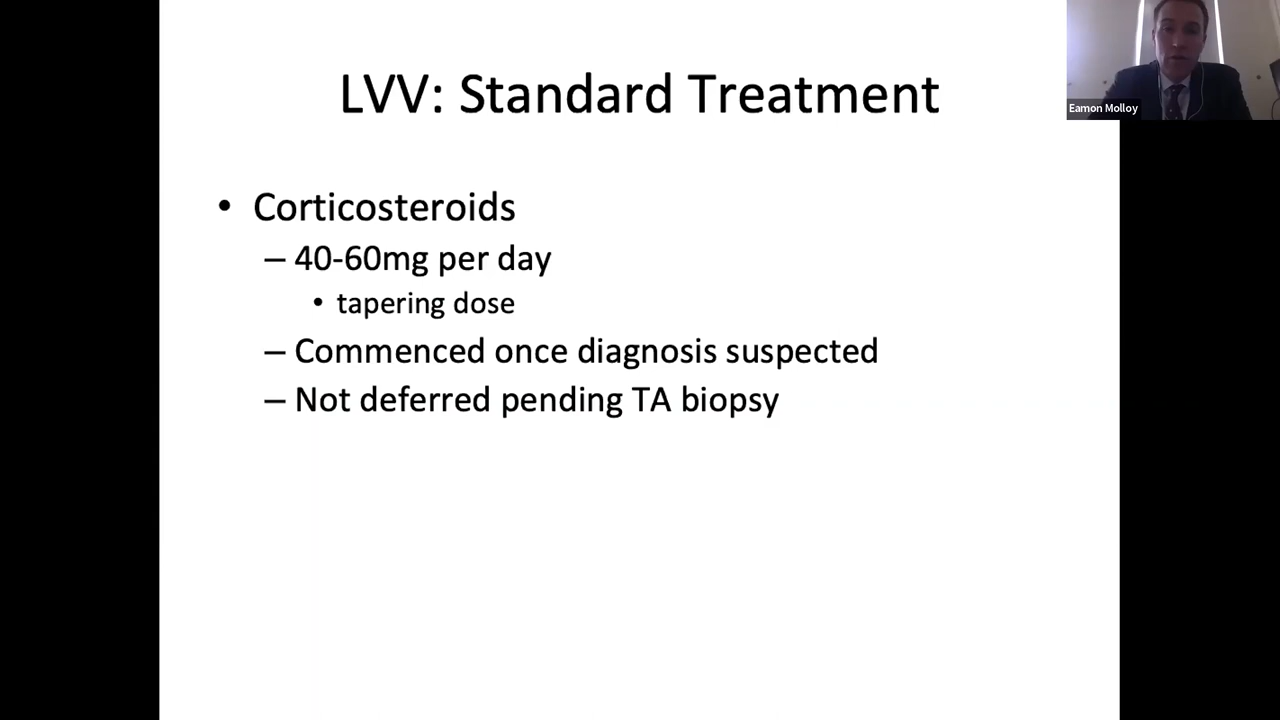 LVV: Standard Treatment
Eamon Molloy
• Corticosteroids
– 40-60mg per day
• tapering dose
– Commenced once diagnosis suspected
– Not deferred pending TA biopsy